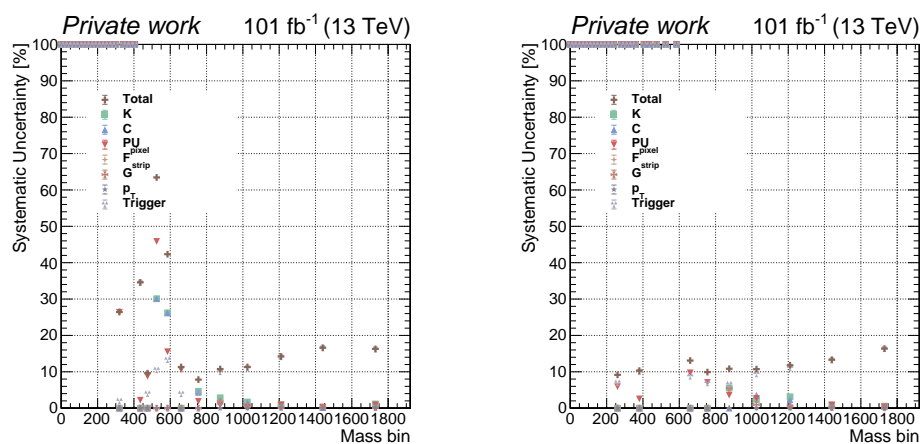 Private work 101 fb-1 (13 TeV)
Systematic Uncertainty [%]
100
90
80
70
60
50
40
30
20
10
0
Total
K
C
PU
Fpixel
Gstrip
pT
Trigger
0 200 400 600 800 1000 1200 1400 1600 1800
Mass bin
Private work 101 fb-1 (13 TeV)
Systematic Uncertainty [%]
100
90
80
70
60
50
40
30
20
10
0
Total
K
C
PU
Fpixel
Gstrip
pT
Trigger
0 200 400 600 800 1000 1200 1400 1600 1800
Mass bin